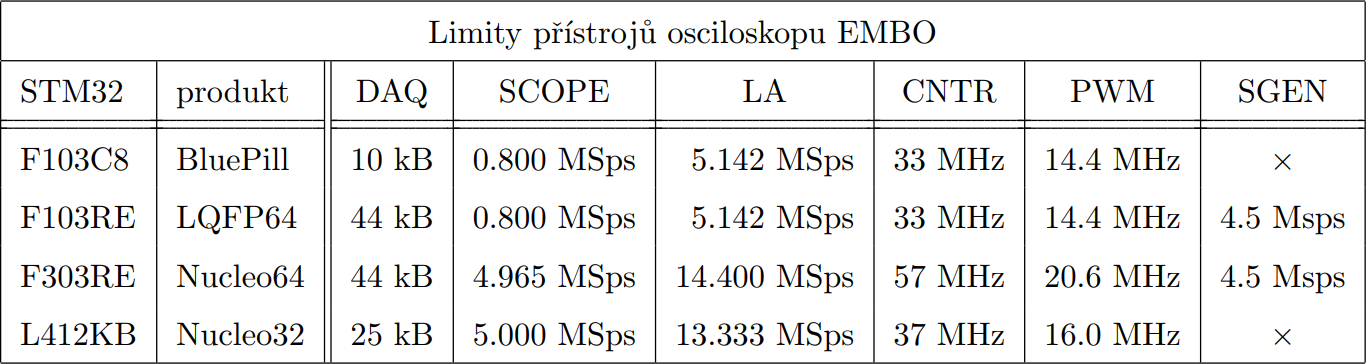 Limity přístrojů osciloskopu EMBO
STM32 produkt DAQ SCOPE LA CNTR PWM SGEN
F103C8 BluePill 10 kB 0.800 MSps 5.142 MSps 33 MHz 14.4 MHz ×
F103RE LQFP64 44 kB 0.800 MSps 5.142 MSps 33 MHz 14.4 MHz 4.5 Msps
F303RE Nucleo64 44 kB 4.965 MSps 14.400 MSps 57 MHz 20.6 MHz 4.5 Msps
L412KB Nucleo32 25 kB 5.000 MSps 13.333 MSps 37 MHz 16.0 MHz ×